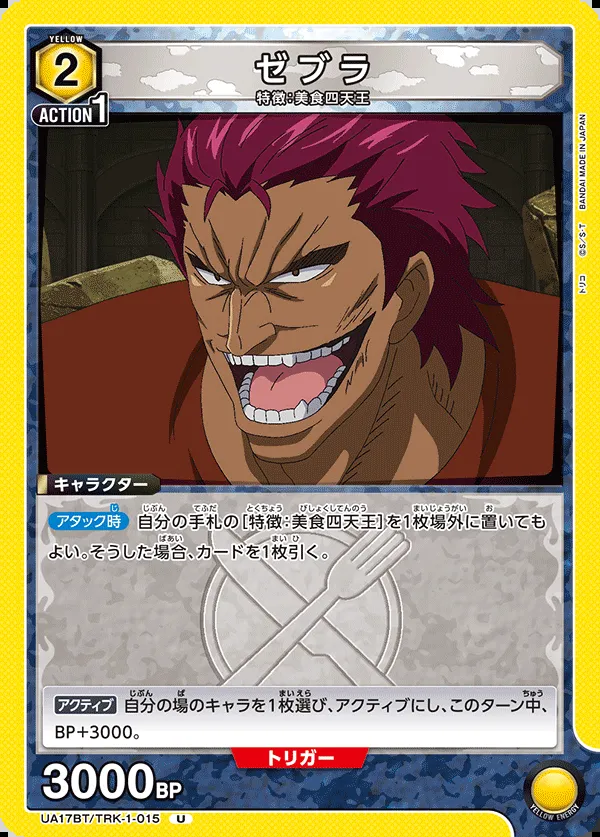 YELLOW
2
ACTION 1
ゼブラ
特徴:美食四天王
BANDAI MADE IN JAPAN
トリコ ©S/S・T
キャラクター
アタック時 自分の手札の[特徴:美食四天王]を1枚場外に置いても
よい。そうした場合、カードを1枚引く。
アクティブ 自分の場のキャラを1枚選び、アクティブにし、このターン中、
BP+3000。
トリガー
3000BP
UA17BT/TRK-1-015 U
YELLOW ENERGY